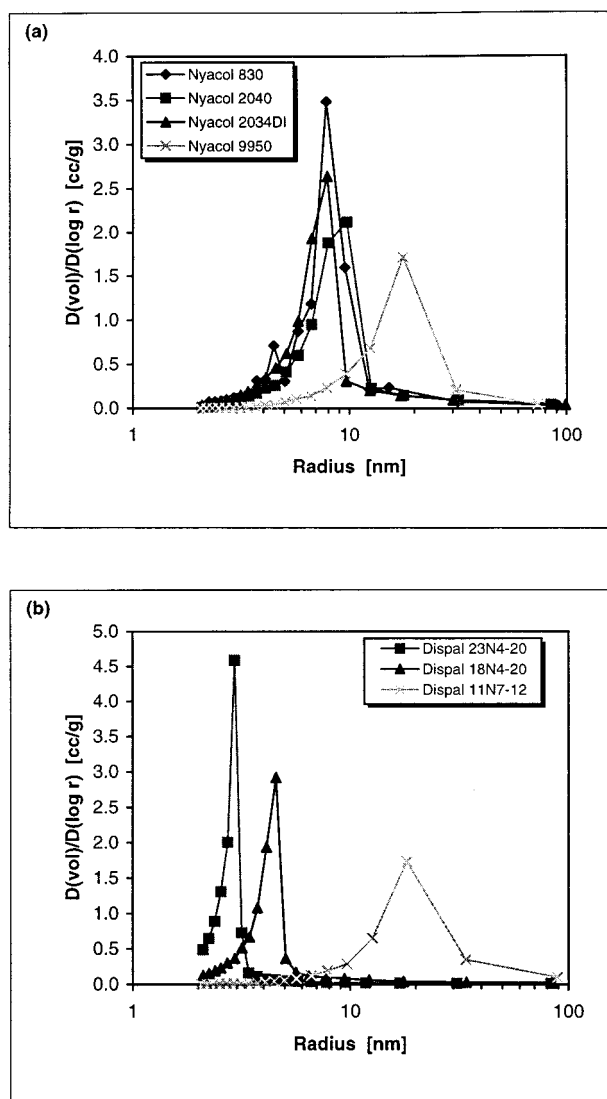 (a)
4.0
3.5
3.0
2.5
2.0
1.5
1.0
0.5
0.0
D(vol)/D(log r) [cc/g]
Nyacol 830
Nyacol 2040
Nyacol 2034DI
Nyacol 9950
1 10 100
Radius [nm]
(b)
5.0
4.5
4.0
3.5
3.0
2.5
2.0
1.5
1.0
0.5
0.0
D(vol)/D(log r) [cc/g]
Dispal 23N4-20
Dispal 18N4-20
Dispal 11N7-12
1 10 100
Radius [nm]